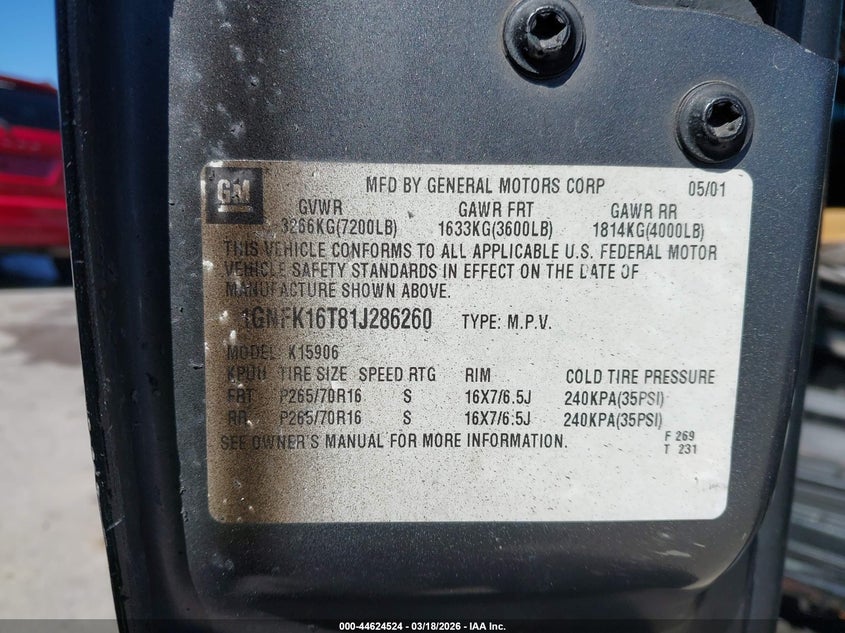 GM
MFD BY GENERAL MOTORS CORP 05/01
GVWR GAWR FRT GAWR RR
3266KG(7200LB) 1633KG(3600LB) 1814KG(4000LB)
THIS VEHICLE CONFORMS TO ALL APPLICABLE U.S. FEDERAL MOTOR
VEHICLE SAFETY STANDARDS IN EFFECT ON THE DATE OF
MANUFACTURE SHOWN ABOVE.
1GNFK16T81J286260 TYPE: M.P.V.
MODEL K15906
KPUH TIRE SIZE SPEED RTG RIM COLD TIRE PRESSURE
FRT P265/70R16 S 16X7/6.5J 240KPA(35PSI)
RR P265/70R16 S 16X7/6.5J 240KPA(35PSI)
SEE OWNER'S MANUAL FOR MORE INFORMATION.
F 269
T 231
000-44624524 | 03/18/2026 | IAA Inc.